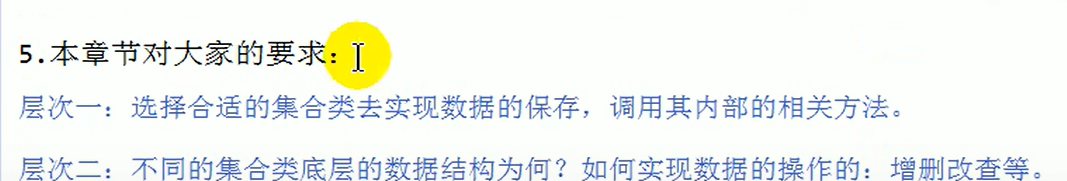 5.本章节对大家的要求：
层次一：选择合适的集合类去实现数据的保存，调用其内部的相关方法。
层次二：不同的集合类底层的数据结构为何？如何实现数据的操作的：增删改查等。